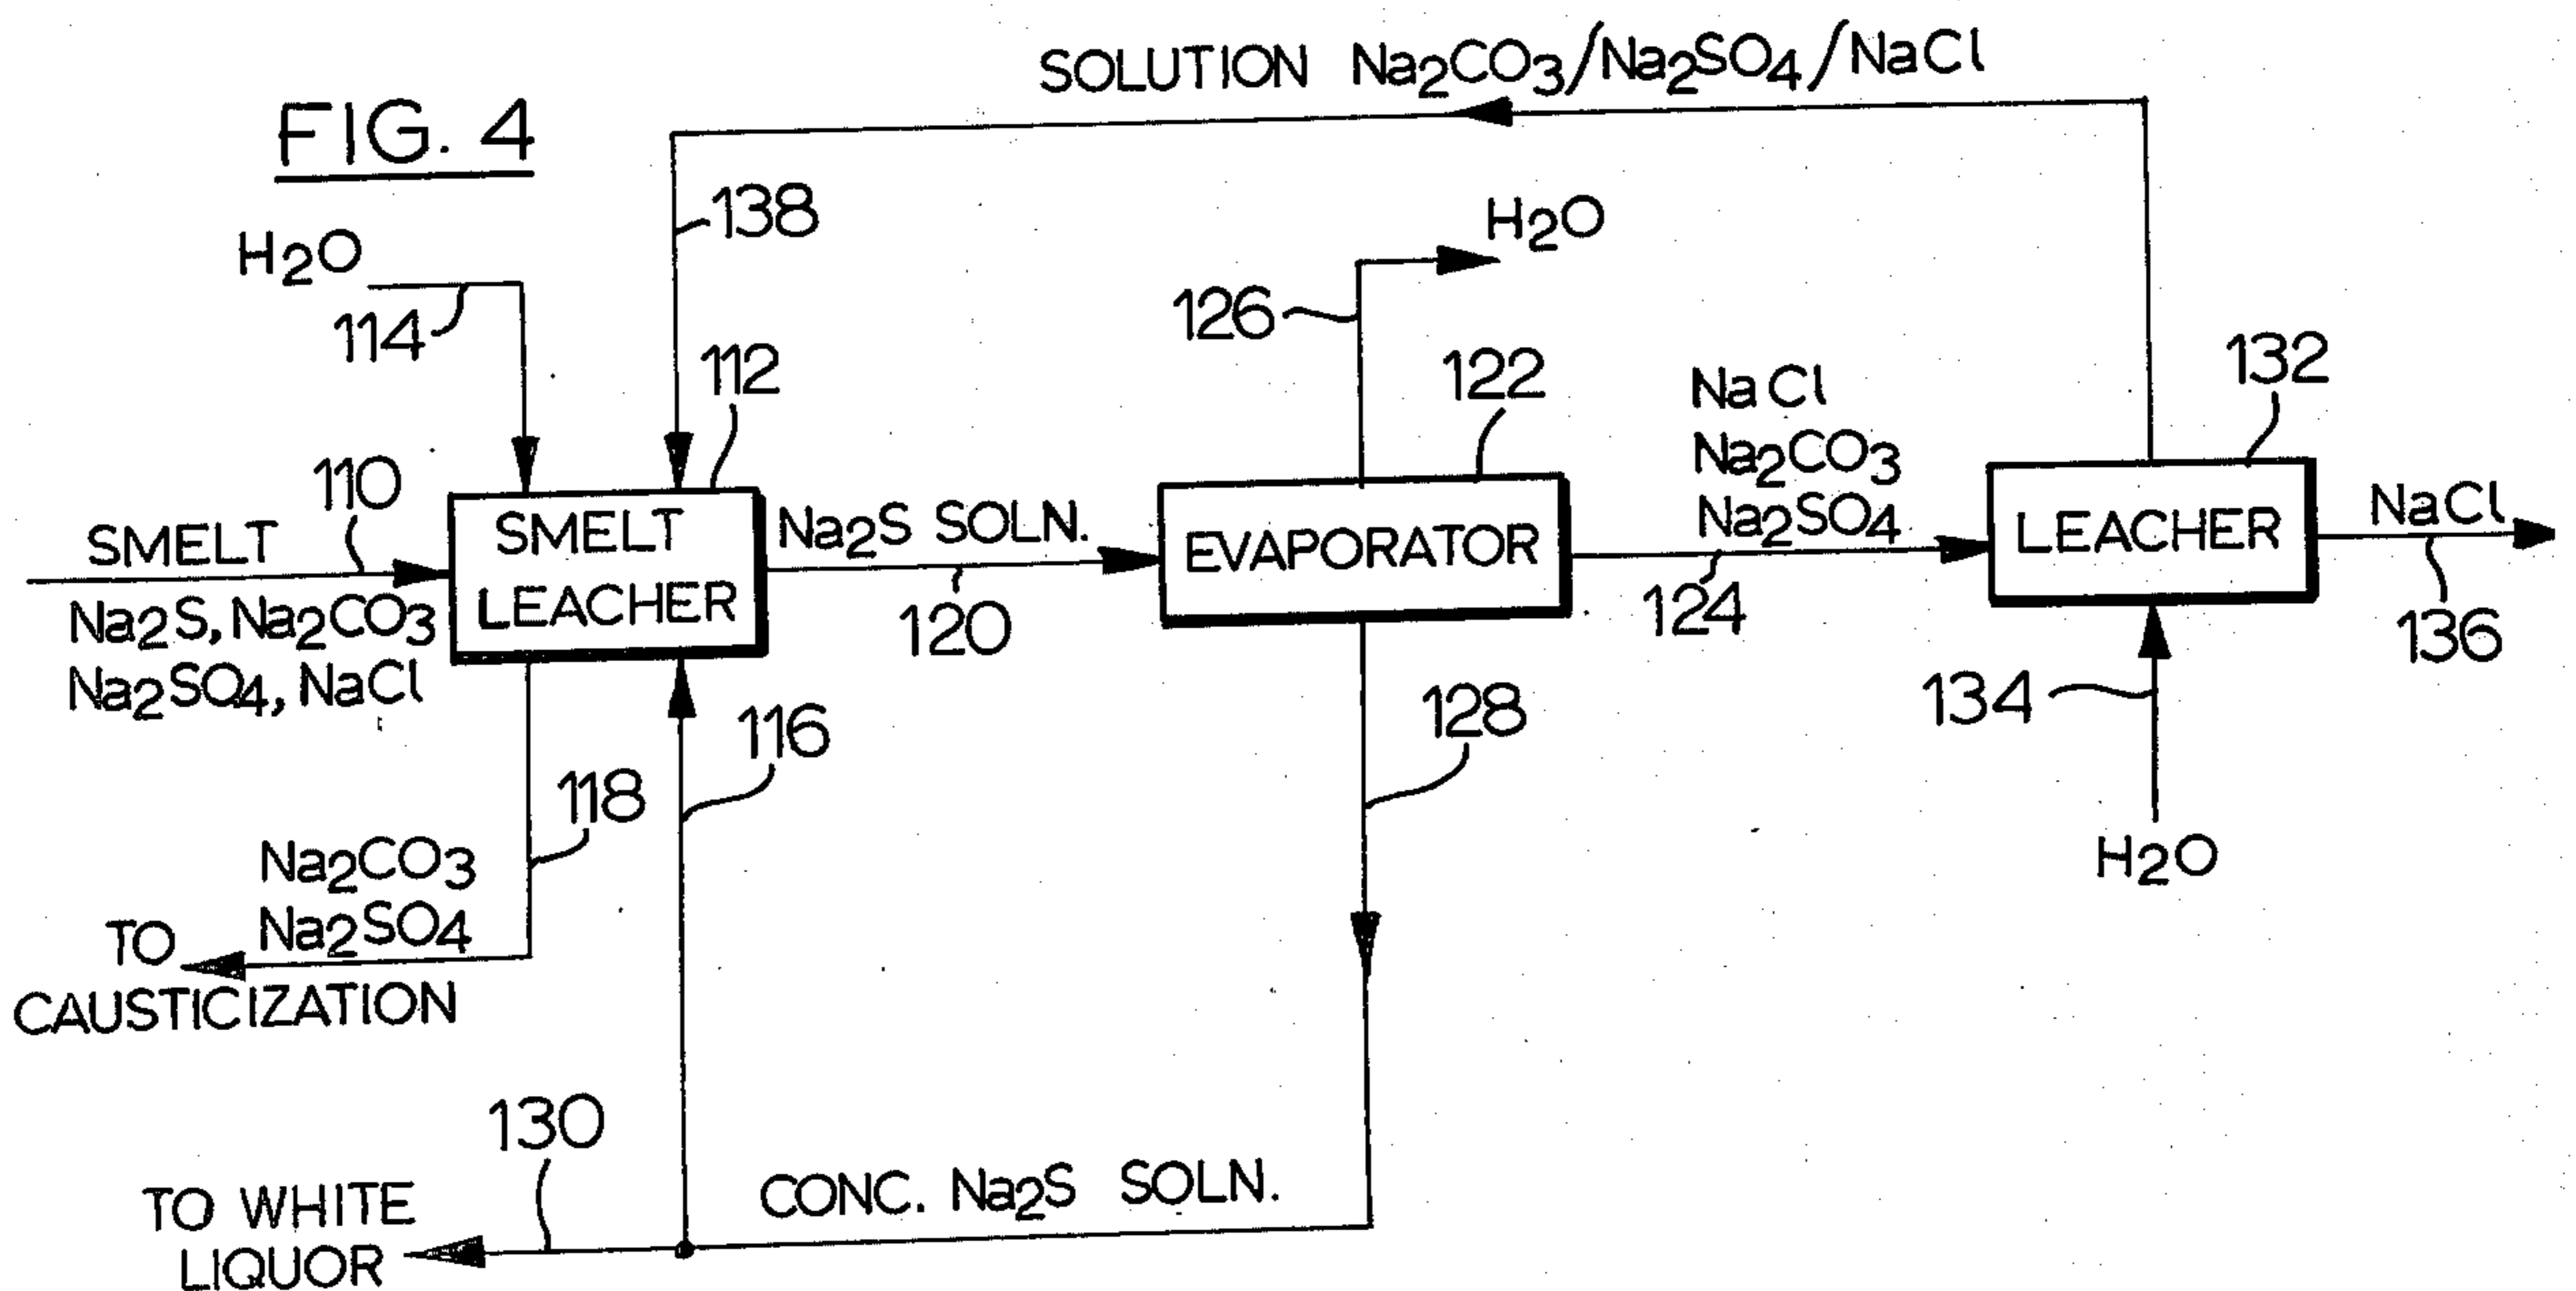 SOLUTION Na2CO3/Na2SO4/NaCl
FIG. 4
138
H2O
H2O
114
126
112
122
132
NaCl
Na2CO3
Na2SO4
110
SMELT
Na2S, Na2CO3
Na2SO4, NaCl
SMELT
LEACHER
Na2S SOLN.
120
EVAPORATOR
124
LEACHER
NaCl
136
134
H2O
116
128
118
Na2CO3
Na2SO4
TO
CAUSTICIZATION
130
CONC. Na2S SOLN.
TO WHITE
LIQUOR